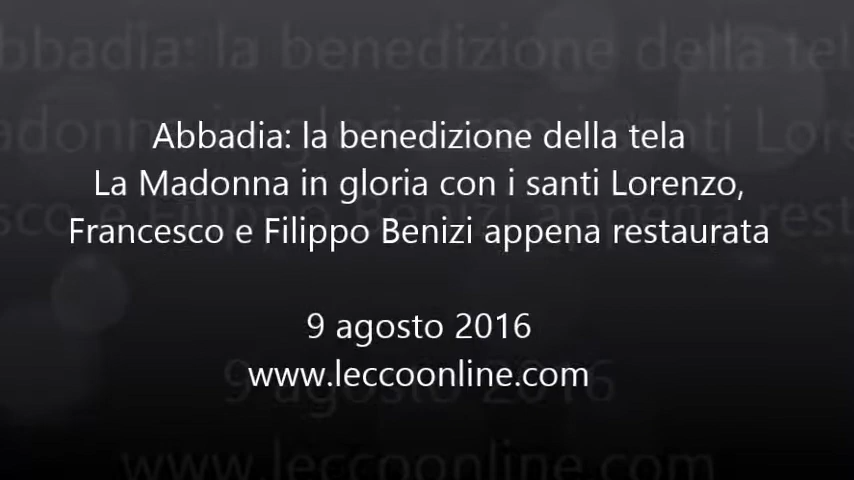 Abbadia: la benedizione della tela
La Madonna in gloria con i santi Lorenzo,
Francesco e Filippo Benizi appena restaurata
9 agosto 2016
www.leccoonline.com